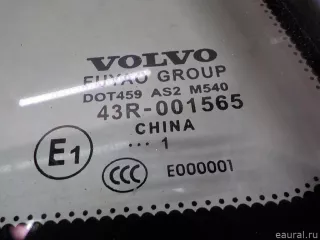 VOLVO
FUYAO GROUP
DOT459 AS2 M540
43R-001565
CHINA
... 1
E1
CCC E000001
eaural.ru